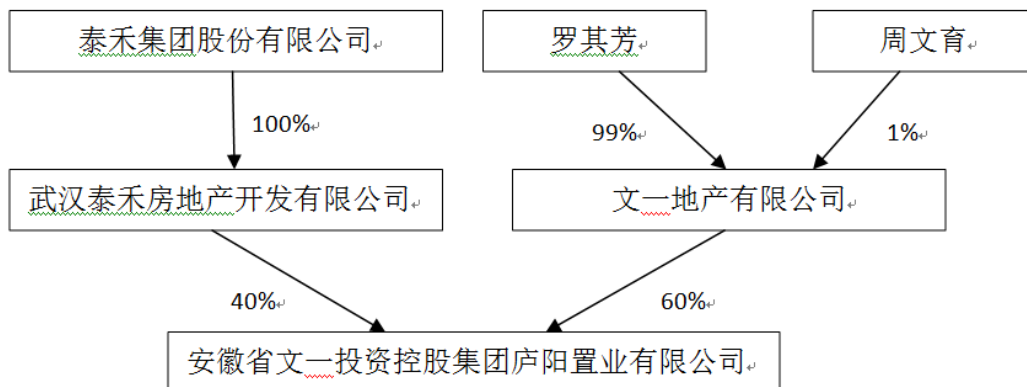 泰禾集团股份有限公司
罗其芳
周文育
100%
99%
1%
武汉泰禾房地产开发有限公司
文一地产有限公司
40%
60%
安徽省文一投资控股集团庐阳置业有限公司